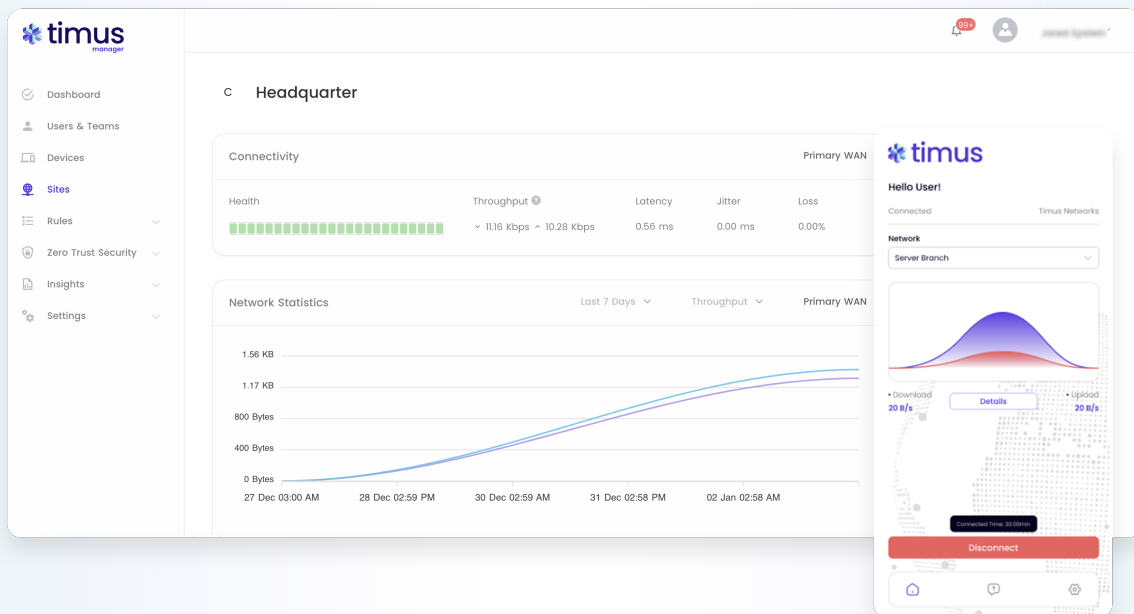 timus
manager
99+
Dashboard
Users & Teams
Devices
Sites
Rules
Zero Trust Security
Insights
Settings
C Headquarter
Connectivity Primary WAN
Health Throughput ? Latency Jitter Loss
11.16 Kbps 10.28 Kbps 0.56 ms 0.00 ms 0.00%
Network Statistics Last 7 Days Throughput Primary WAN
1.56 KB
1.17 KB
800 Bytes
400 Bytes
0 Bytes
27 Dec 03:00 AM 28 Dec 02:59 PM 30 Dec 02:59 AM 31 Dec 02:58 PM 02 Jan 02:58 AM
timus
Hello User!
Connected Timus Networks
Network
Server Branch
Download Details Upload
20 B/s 20 B/s
Connected Time: 30:00min
Disconnect